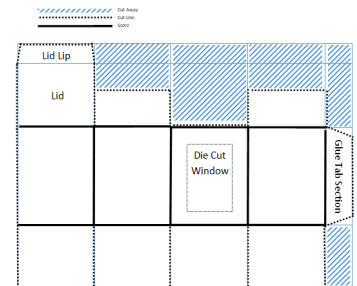 Cut Away
Cut Line
Score
Lid Lip
Lid
Die Cut
Window
Glue Tab Section